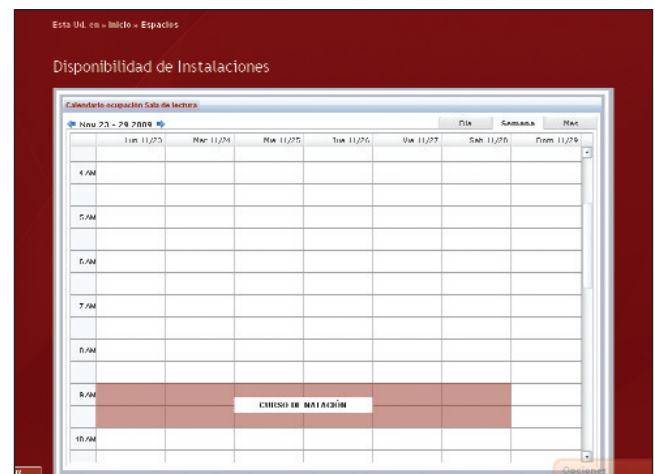 Esta Ud. en » Inicio » Espacios
Disponibilidad de Instalaciones
Calendario ocupación Sala de lectura
Nov 23 - 29 2009
Día Semana Mes
Lun 11/23 Mar 11/24 Mie 11/25 Jue 11/26 Vie 11/27 Sab 11/28 Dom 11/29
4 AM
5 AM
6 AM
7 AM
8 AM
9 AM
CURSO DE NATACIÓN
10 AM
Opciones